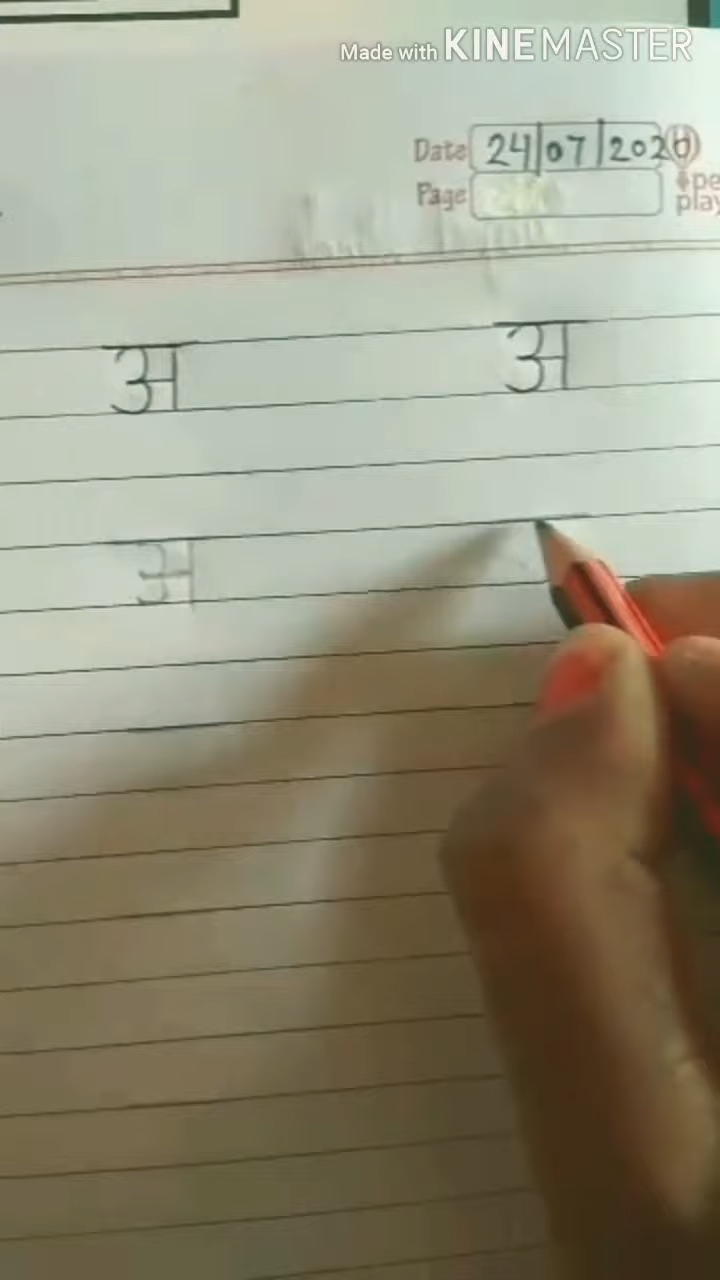 Made with KINEMASTER
Date 24/07/2020
Page
अ अ
अ